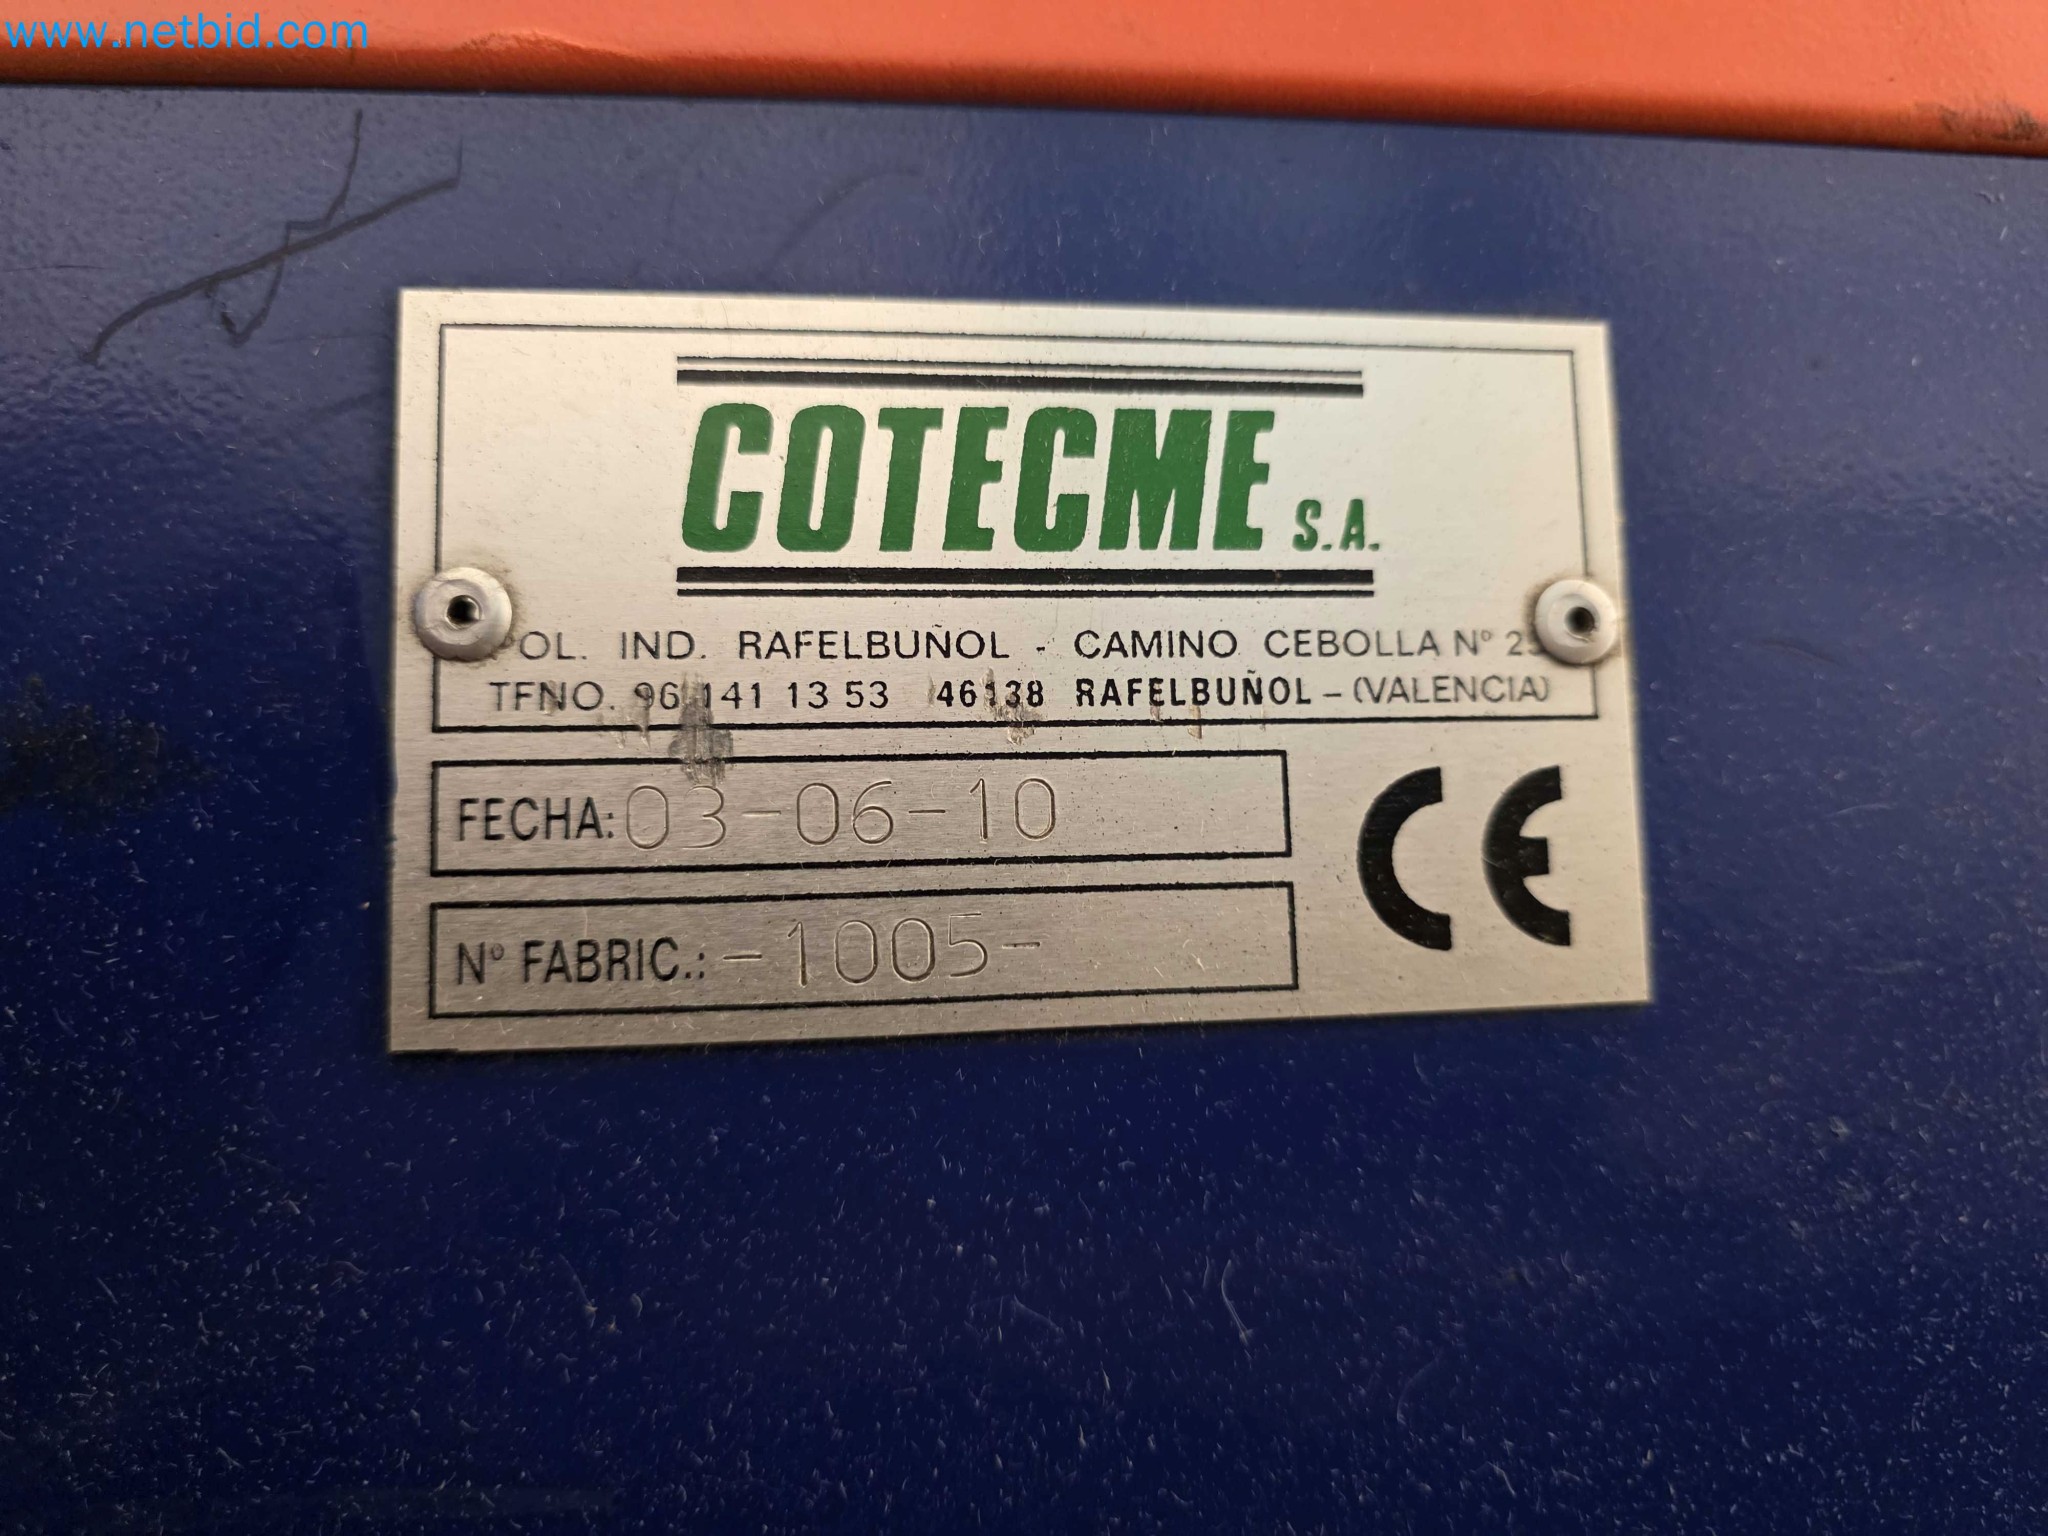 www.netbid.com
COTECME S.A.
POL. IND. RAFELBUÑOL - CAMINO CEBOLLA Nº
TFNO. 96 141 13 53 46138 RAFELBUÑOL - (VALENCIA)
FECHA: 03-06-10
Nº FABRIC.: -1005-
CE